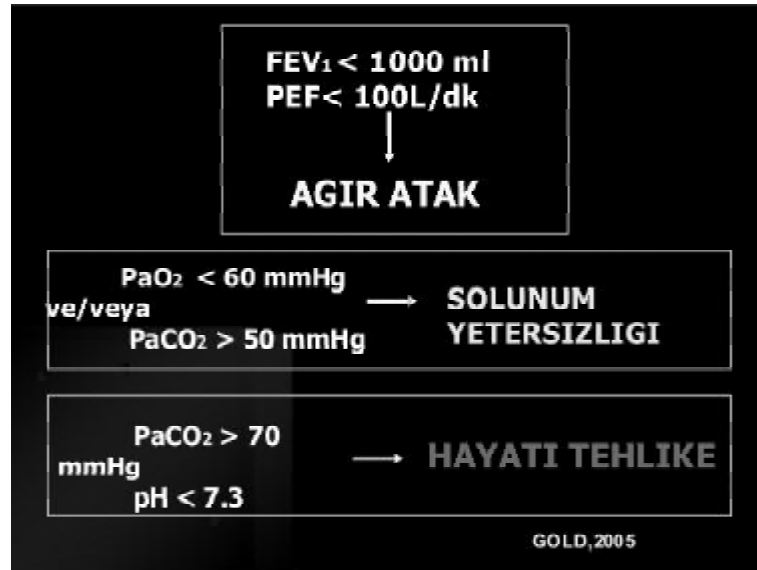 FEV₁ < 1000 ml
PEF< 100L/dk
AGIR ATAK
PaO₂ < 60 mmHg
ve/veya
PaCO₂ > 50 mmHg
SOLUNUM
YETERSIZLIGI
PaCO₂ > 70
mmHg
pH < 7.3
HAYATI TEHLIKE
GOLD,2005